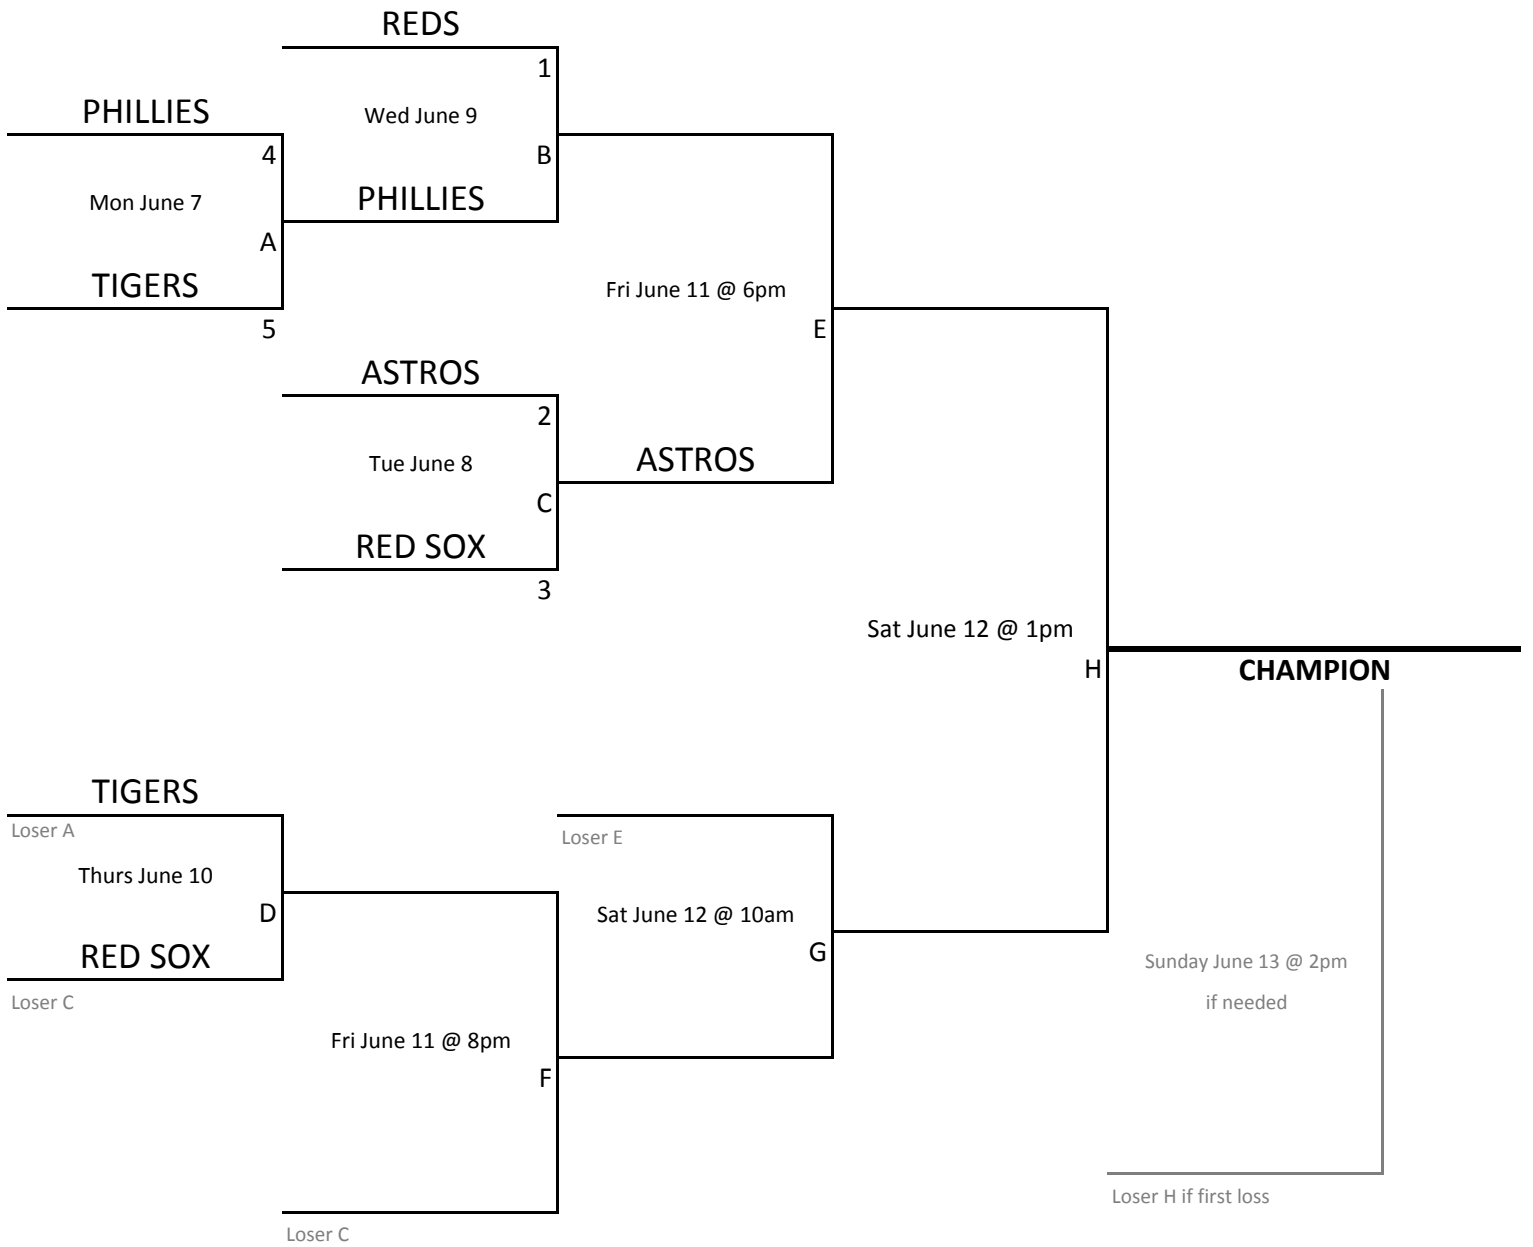 REDS
1
PHILLIES
Wed June 9
4
B
Mon June 7
PHILLIES
A
TIGERS
Fri June 11 @ 6pm
5
E
ASTROS
2
Tue June 8
ASTROS
C
RED SOX
3
Sat June 12 @ 1pm
H
CHAMPION
TIGERS
Loser A
Loser E
Thurs June 10
D
Sat June 12 @ 10am
RED SOX
G
Sunday June 13 @ 2pm
Loser C
if needed
Fri June 11 @ 8pm
F
Loser H if first loss
Loser C